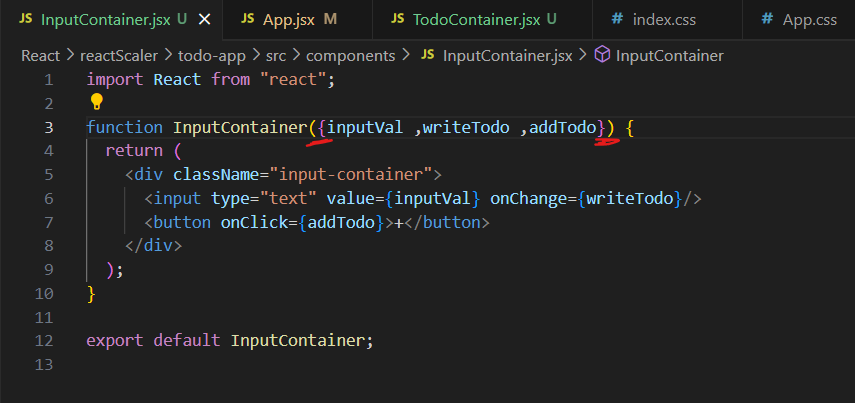 JS InputContainer.jsx U × JS App.jsx M JS TodoContainer.jsx U # index.css # App.css
React > reactScaler > todo-app > src > components > JS InputContainer.jsx > InputContainer
1 import React from "react";
2
3 function InputContainer({inputVal ,writeTodo ,addTodo}) {
4 return (
5 <div className="input-container">
6 <input type="text" value={inputVal} onChange={writeTodo}/>
7 <button onClick={addTodo}>+</button>
8 </div>
9 );
10 }
11
12 export default InputContainer;
13